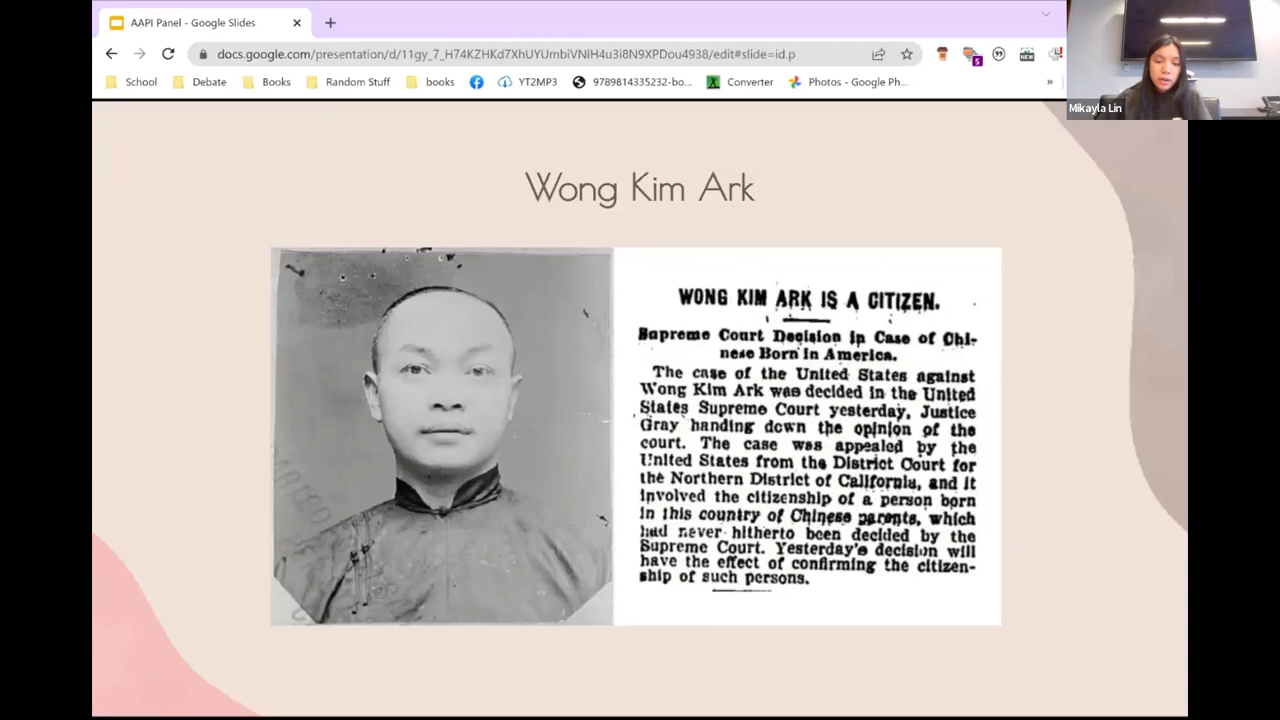 AAPI Panel - Google Slides
docs.google.com/presentation/d/11gy_7_H74KZHKd7XhUYUmbiVNIH4u3i8N9XPDou4938/edit#slide=id.p
5
NEW
School Debate Books Random Stuff books YT2MP3 9789814335232-bo... Converter Photos - Google Ph... »
Mikayla Lin
Wong Kim Ark
WONG KIM ARK IS A CITIZEN.
Supreme Court Decision in Case of Chi-
nese Born in America.
The case of the United States against
Wong Kim Ark was decided in the United
States Supreme Court yesterday, Justice
Gray handing down the opinion of the
court. The case was appealed by the
United States from the District Court for
the Northern District of California, and it
involved the citizenship of a person born
in this country of Chinese parents, which
had never hitherto been decided by the
Supreme Court. Yesterday's decision will
have the effect of confirming the citizen-
ship of such persons.